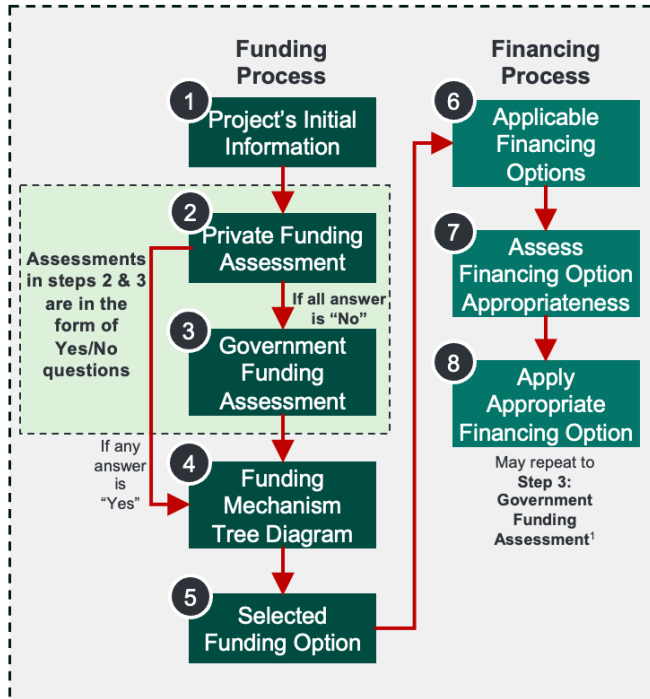 Funding
Process
1
Project's Initial
Information
2
Private Funding
Assessment
Assessments
in steps 2 & 3
are in the
form of
Yes/No
questions
If all answer
is “No”
3
Government
Funding
Assessment
If any
answer
is
“Yes”
4
Funding
Mechanism
Tree Diagram
5
Selected
Funding Option
Financing
Process
6
Applicable
Financing
Options
7
Assess
Financing Option
Appropriateness
8
Apply
Appropriate
Financing Option
May repeat to
Step 3:
Government
Funding
Assessment¹